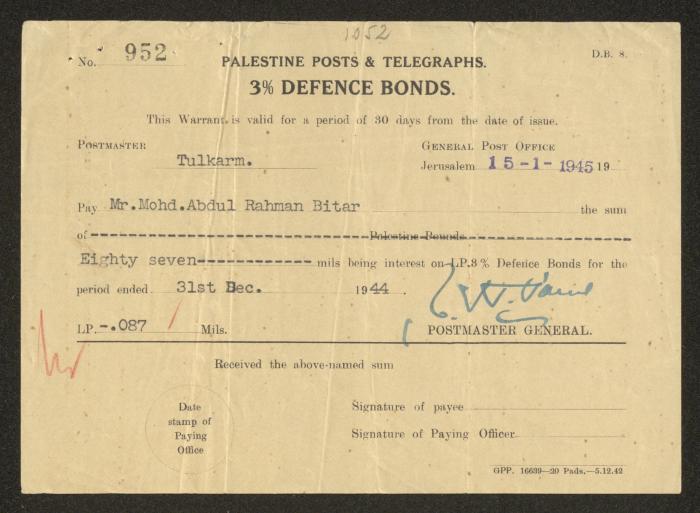 1052
No. 952
PALESTINE POSTS & TELEGRAPHS.
D.B. 8.
3% DEFENCE BONDS.
This Warrant is valid for a period of 30 days from the date of issue.
POSTMASTER
GENERAL POST OFFICE
Tulkarm.
Jerusalem 15-1-1945 19
Pay Mr.Mohd.Abdul Rahman Bitar the sum
of Palestine Pounds
Eighty seven------------- mils being interest on LP.3% Defence Bonds for the
period ended 31st Dec. 1944.
LP. -.087 Mils.
POSTMASTER GENERAL.
Received the above-named sum
Date
stamp of
Paying
Office
Signature of payee
Signature of Paying Officer
GPP. 16639—20 Pads.—5.12.42